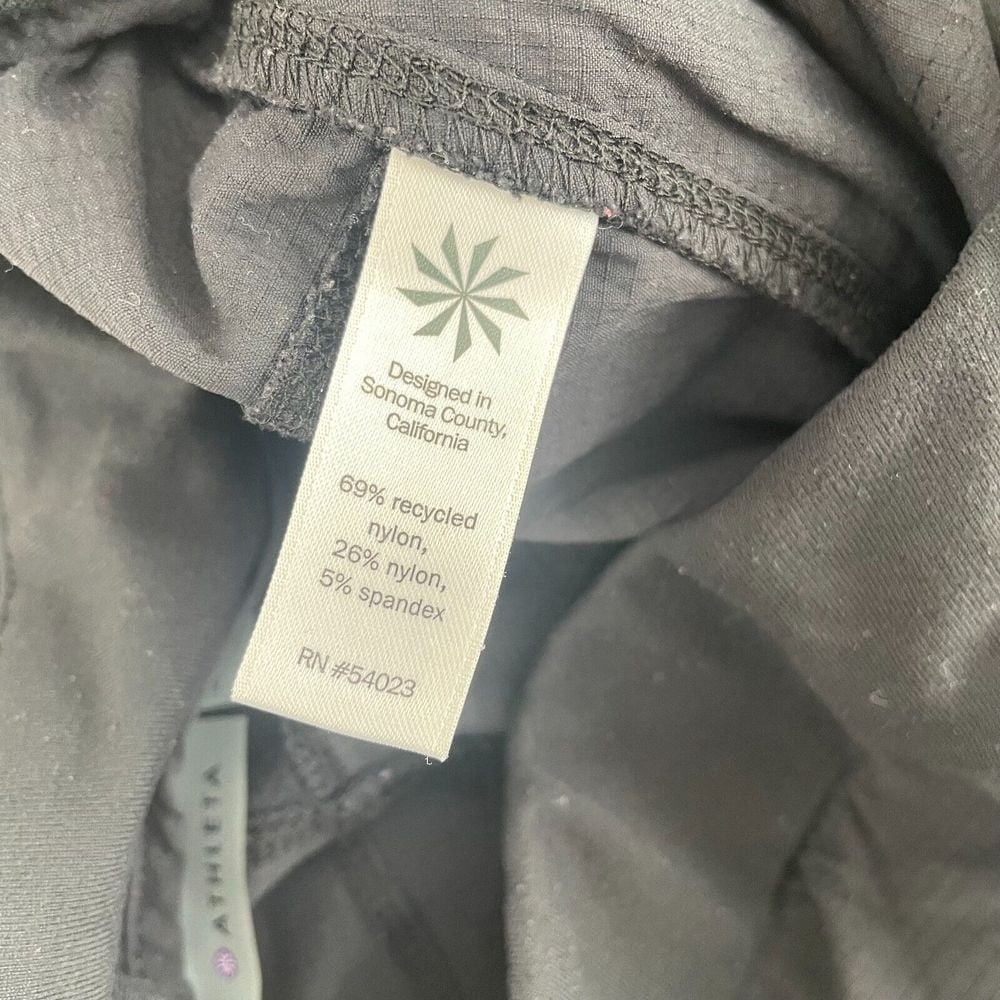 Designed in
Sonoma County,
California
69% recycled
nylon,
26% nylon,
5% spandex
RN #54023
ATHLETA